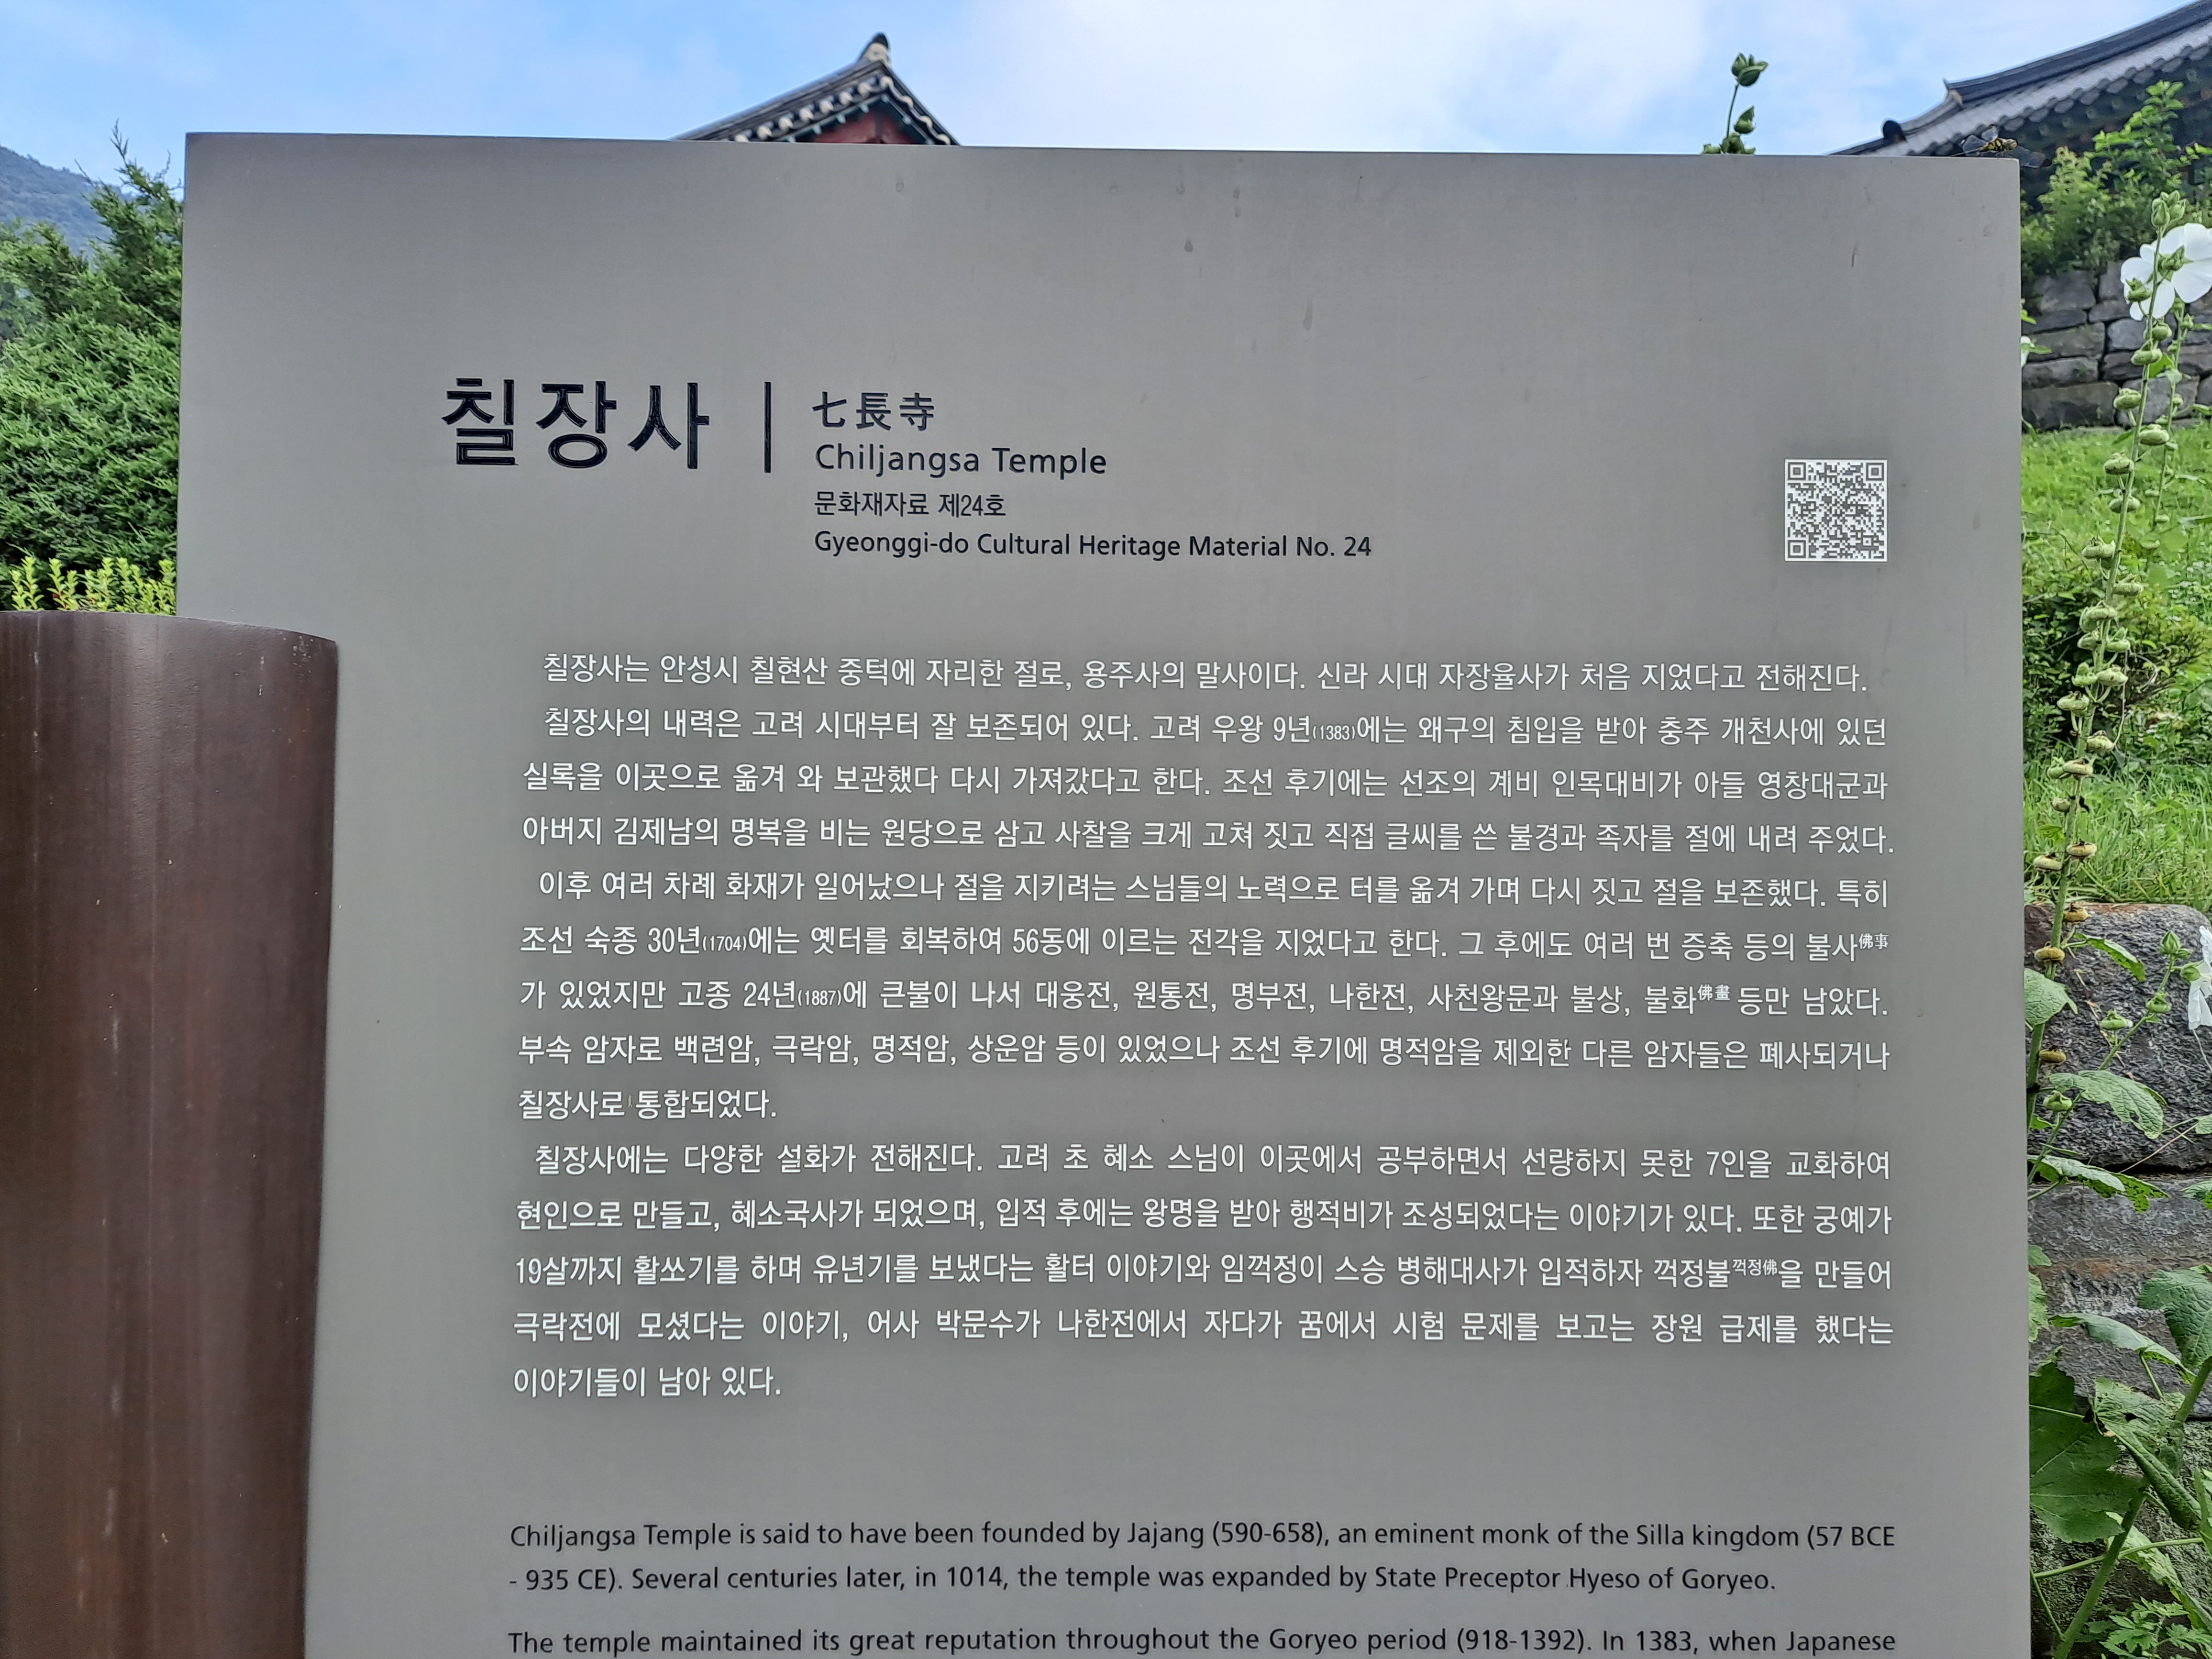 칠장사
七長寺
Chiljangsa Temple
문화재자료 제24호
Gyeonggi-do Cultural Heritage Material No. 24
칠장사는 안성시 칠현산 중턱에 자리한 절로, 용주사의 말사이다. 신라 시대 자장율사가 처음 지었다고 전해진다.
칠장사의 내력은 고려 시대부터 잘 보존되어 있다. 고려 우왕 9년(1383)에는 왜구의 침입을 받아 충주 개천사에 있던
실록을 이곳으로 옮겨 와 보관했다 다시 가져갔다고 한다. 조선 후기에는 선조의 계비 인목대비가 아들 영창대군과
아버지 김제남의 명복을 비는 원당으로 삼고 사찰을 크게 고쳐 짓고 직접 글씨를 쓴 불경과 족자를 절에 내려 주었다.
이후 여러 차례 화재가 일어났으나 절을 지키려는 스님들의 노력으로 터를 옮겨 가며 다시 짓고 절을 보존했다. 특히
조선 숙종 30년(1704)에는 옛터를 회복하여 56동에 이르는 전각을 지었다고 한다. 그 후에도 여러 번 증축 등의 불사佛事
가 있었지만 고종 24년(1887)에 큰불이 나서 대웅전, 원통전, 명부전, 나한전, 사천왕문과 불상, 불화佛畫 등만 남았다.
부속 암자로 백련암, 극락암, 명적암, 상운암 등이 있었으나 조선 후기에 명적암을 제외한 다른 암자들은 폐사되거나
칠장사로 통합되었다.
칠장사에는 다양한 설화가 전해진다. 고려 초 혜소 스님이 이곳에서 공부하면서 선량하지 못한 7인을 교화하여
현인으로 만들고, 혜소국사가 되었으며, 입적 후에는 왕명을 받아 행적비가 조성되었다는 이야기가 있다. 또한 궁예가
19살까지 활쏘기를 하며 유년기를 보냈다는 활터 이야기와 임꺽정이 스승 병해대사가 입적하자 꺽정불꺽정佛을 만들어
극락전에 모셨다는 이야기, 어사 박문수가 나한전에서 자다가 꿈에서 시험 문제를 보고는 장원 급제를 했다는
이야기들이 남아 있다.
Chiljangsa Temple is said to have been founded by Jajang (590-658), an eminent monk of the Silla kingdom (57 BCE
- 935 CE). Several centuries later, in 1014, the temple was expanded by State Preceptor Hyeso of Goryeo.
The temple maintained its great reputation throughout the Goryeo period (918-1392). In 1383, when Japanese